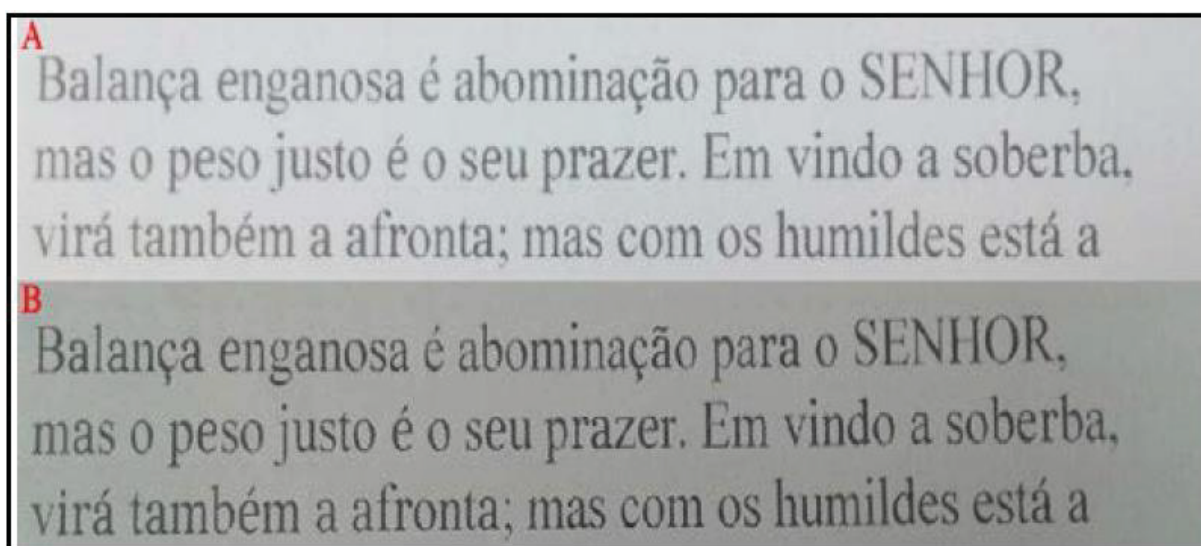 A
Balança enganosa é abominação para o SENHOR,
mas o peso justo é o seu prazer. Em vindo a soberba,
virá também a afronta; mas com os humildes está a
B
Balança enganosa é abominação para o SENHOR,
mas o peso justo é o seu prazer. Em vindo a soberba,
virá também a afronta; mas com os humildes está a